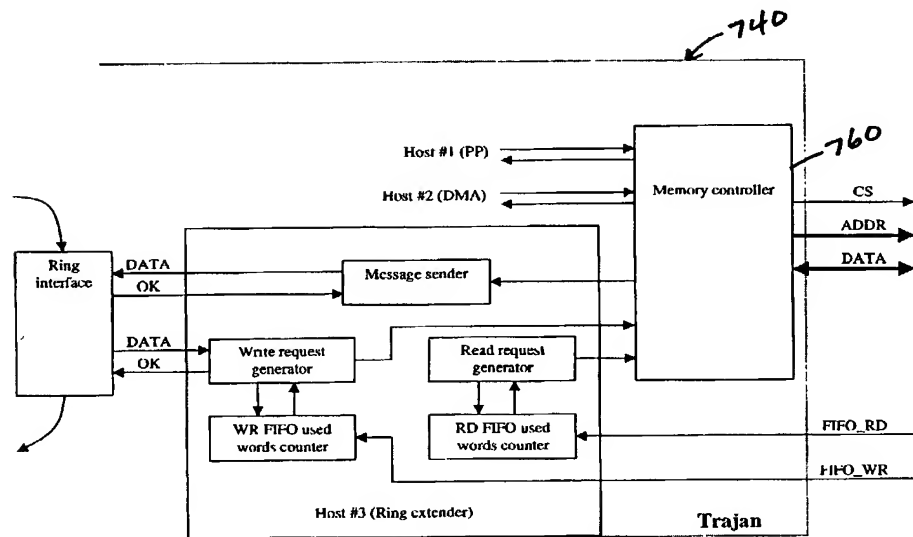 740
760
Host #1 (PP)
Host #2 (DMA)
Memory controller
CS
ADDR
DATA
Ring
interface
DATA
OK
Message sender
DATA
OK
Write request
generator
Read request
generator
WR FIFO used
words counter
RD FIFO used
words counter
FIFO_RD
FIFO_WR
Host #3 (Ring extender)
Trajan